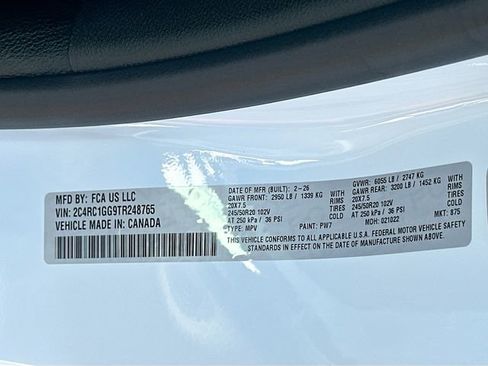 MFD BY: FCA US LLC
VIN: 2C4RC1GG9TR248765
VEHICLE MADE IN: CANADA
DATE OF MFR (BUILT): 2-26 GVWR: 6055 LB / 2747 KG
GAWR FRONT: 2950 LB / 1339 KG WITH GAWR REAR: 3200 LB / 1452 KG WITH
20X7.5 RIMS 20X7.5 RIMS
245/50R20 102V TIRES 245/50R20 102V TIRES
AT 250 kPa / 36 PSI COLD AT 250 kPa / 36 PSI COLD
TYPE: MPV PAINT: PW7 MOH: 021022 MKT: 875
THIS VEHICLE CONFORMS TO ALL APPLICABLE U.S.A. FEDERAL MOTOR VEHICLE SAFETY
STANDARDS IN EFFECT ON THE DATE OF MANUFACTURE SHOWN ABOVE.